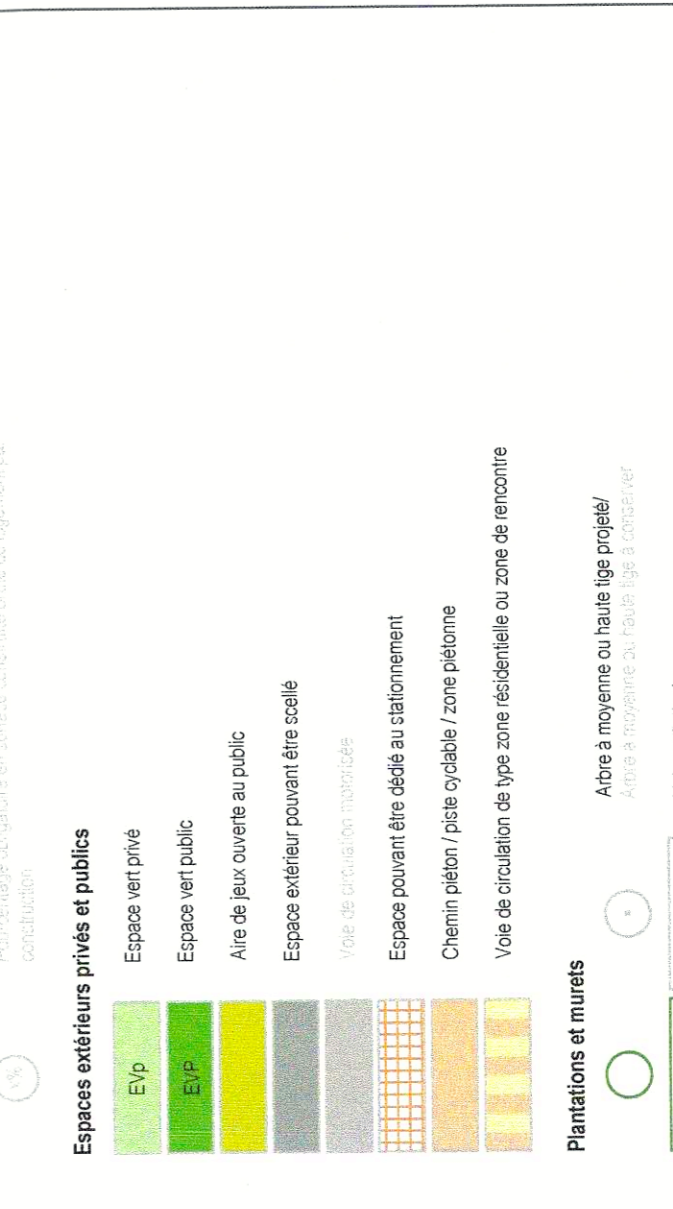 construction
Espaces extérieurs privés et publics
EVp Espace vert privé
EVP Espace vert public
Aire de jeux ouverte au public
Espace extérieur pouvant être scellé
Voie de circulation motorisée
Espace pouvant être dédié au stationnement
Chemin piéton / piste cyclable / zone piétonne
Voie de circulation de type zone résidentielle ou zone de rencontre
Plantations et murets
Arbre à moyenne ou haute tige projeté/
Arbre à moyenne ou haute tige à conserver